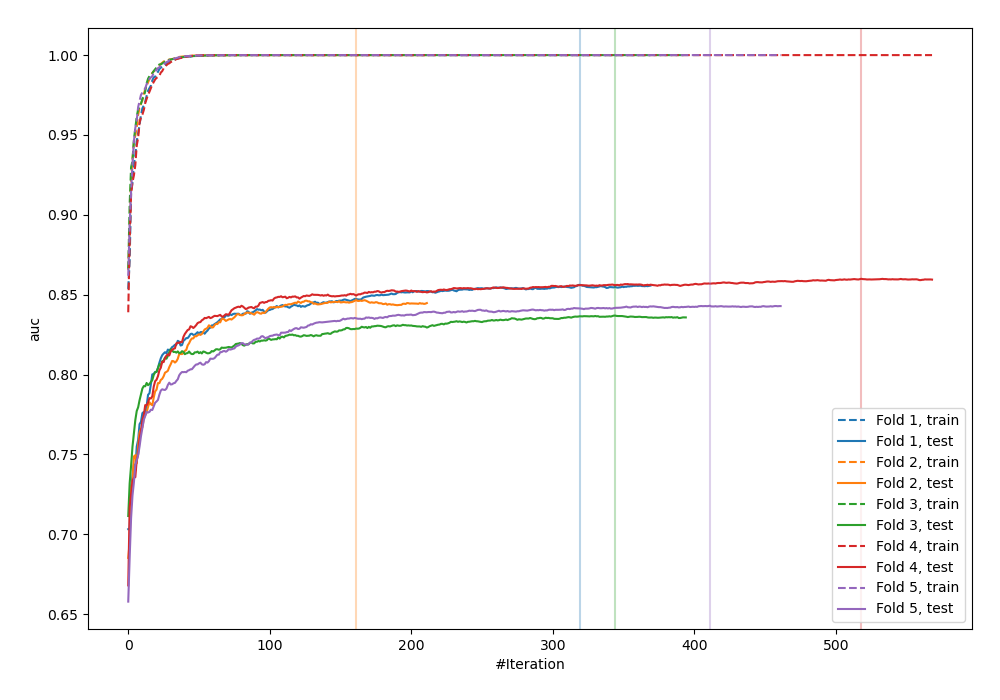 1.00
0.95
0.90
0.85
0.80
0.75
0.70
0.65
auc
0
100
200
300
400
500
#Iteration
Fold 1, train
Fold 1, test
Fold 2, train
Fold 2, test
Fold 3, train
Fold 3, test
Fold 4, train
Fold 4, test
Fold 5, train
Fold 5, test